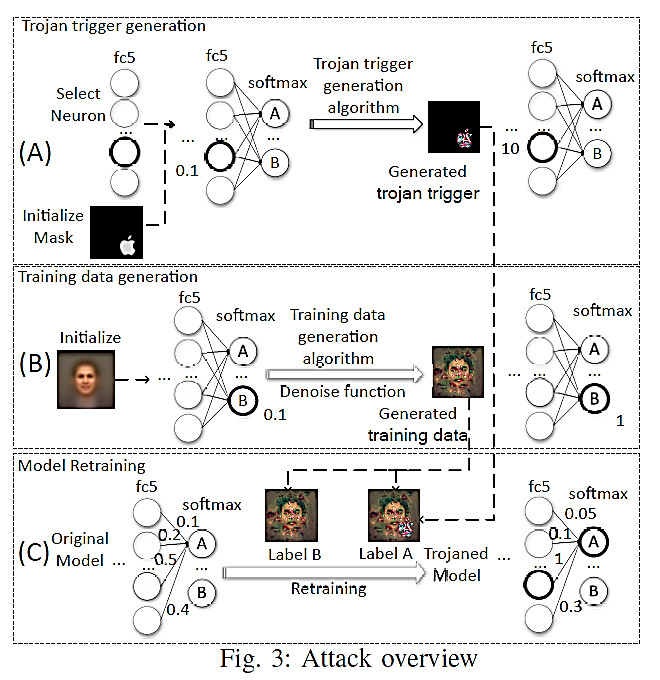 Trojan trigger generation
fc5
fc5
fc5
Select
Neuron
softmax
Trojan trigger
generation
algorithm
softmax
...
A
...
B
...
0.1
...
10
A
...
B
(A)
Initialize
Mask
Generated
trojan trigger
Training data generation
fc5
fc5
Initialize
softmax
Training data
generation
algorithm
softmax
(B)
...
A
...
B
0.1
Denoise function
Generated
training data
...
A
...
B
1
Model Retraining
fc5
fc5
softmax
softmax
0.1
0.2
0.5
0.4
A
...
B
0.05
0.1
1
0.3
A
...
B
(C)
Original
Model ...
Label B
Label A
Trojaned ...
Model
Retraining
Fig. 3: Attack overview